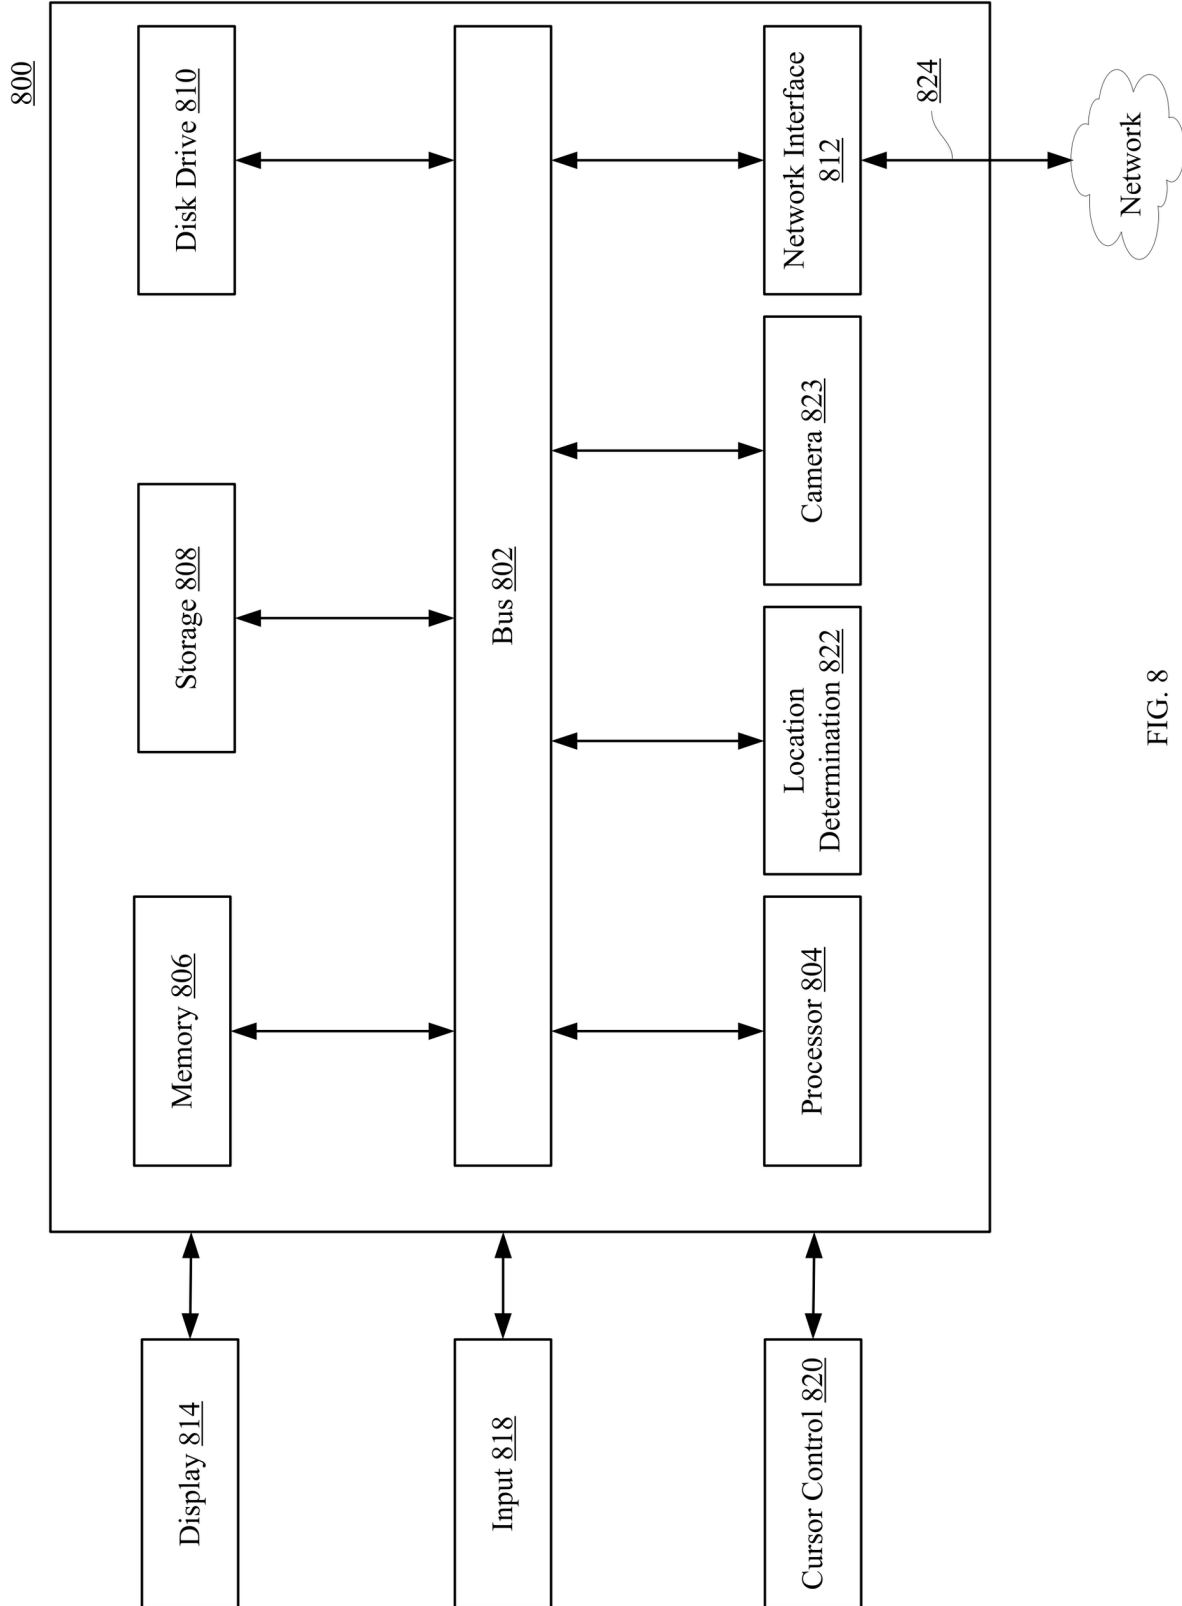 800
Display 814
Memory 806
Storage 808
Disk Drive 810
Input 818
Bus 802
Cursor Control 820
Processor 804
Location
Determination 822
Camera 823
Network Interface
812
824
Network
FIG. 8